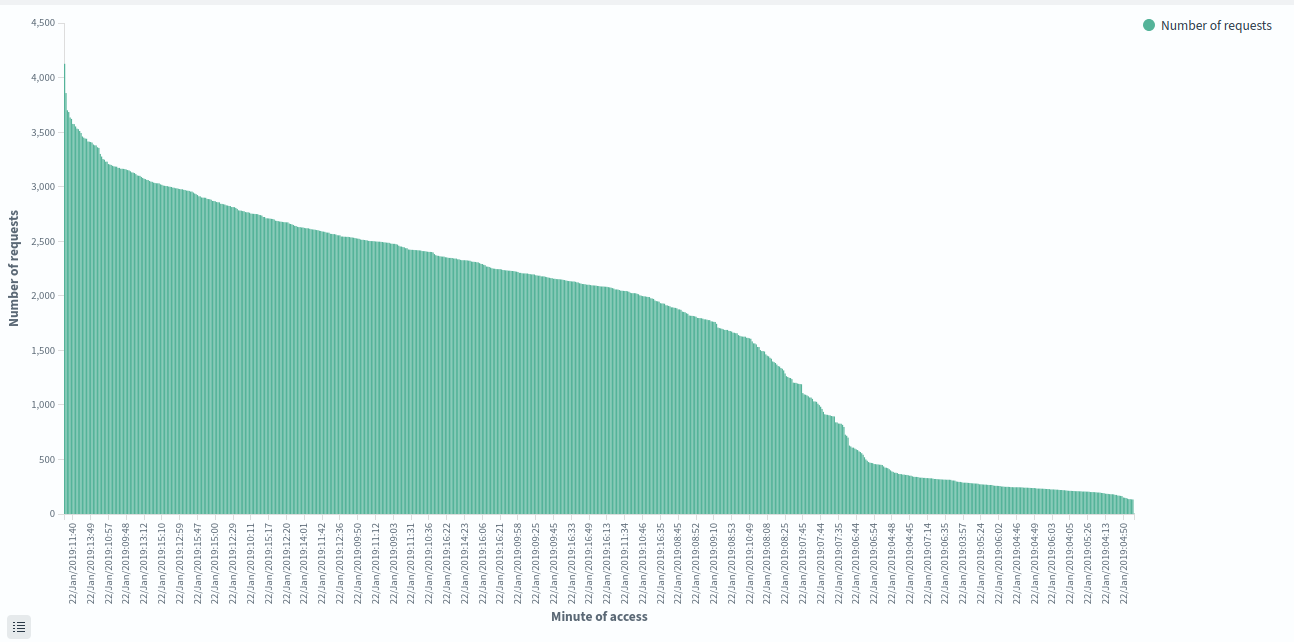 Number of requests
4,500
4,000
3,500
3,000
2,500
2,000
1,500
1,000
500
0
Number of requests
22/Jan/2019:11:40
22/Jan/2019:13:49
22/Jan/2019:10:57
22/Jan/2019:09:48
22/Jan/2019:13:12
22/Jan/2019:15:10
22/Jan/2019:12:59
22/Jan/2019:15:47
22/Jan/2019:15:00
22/Jan/2019:12:29
22/Jan/2019:10:11
22/Jan/2019:15:17
22/Jan/2019:12:20
22/Jan/2019:14:01
22/Jan/2019:11:42
22/Jan/2019:12:36
22/Jan/2019:09:50
22/Jan/2019:11:12
22/Jan/2019:09:03
22/Jan/2019:11:31
22/Jan/2019:10:36
22/Jan/2019:16:22
22/Jan/2019:14:23
22/Jan/2019:16:06
22/Jan/2019:16:21
22/Jan/2019:09:58
22/Jan/2019:09:25
22/Jan/2019:09:45
22/Jan/2019:16:33
22/Jan/2019:16:49
22/Jan/2019:16:13
22/Jan/2019:11:34
22/Jan/2019:10:46
22/Jan/2019:16:35
22/Jan/2019:08:45
22/Jan/2019:08:52
22/Jan/2019:09:10
22/Jan/2019:08:53
22/Jan/2019:10:49
22/Jan/2019:08:08
22/Jan/2019:08:25
22/Jan/2019:07:45
22/Jan/2019:07:44
22/Jan/2019:07:35
22/Jan/2019:06:44
22/Jan/2019:06:54
22/Jan/2019:04:48
22/Jan/2019:04:45
22/Jan/2019:07:14
22/Jan/2019:06:35
22/Jan/2019:03:57
22/Jan/2019:05:24
22/Jan/2019:06:02
22/Jan/2019:04:46
22/Jan/2019:04:49
22/Jan/2019:06:03
22/Jan/2019:04:05
22/Jan/2019:05:26
22/Jan/2019:04:13
22/Jan/2019:04:50
Minute of access